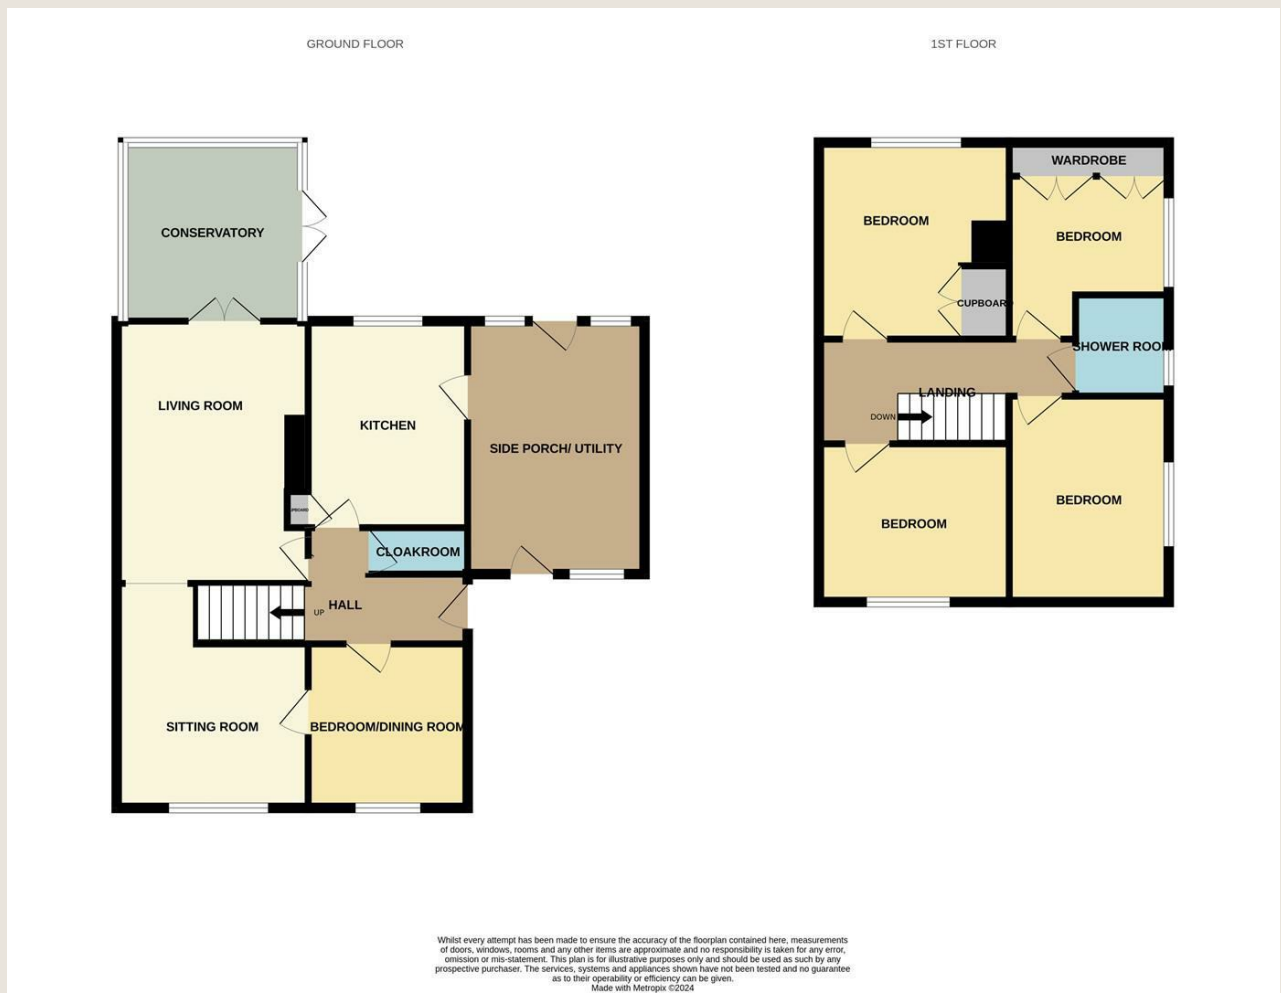 GROUND FLOOR
1ST FLOOR
CONSERVATORY
LIVING ROOM
KITCHEN
SIDE PORCH/ UTILITY
CLOAKROOM
HALL
UP
SITTING ROOM
BEDROOM/DINING ROOM
WARDROBE
BEDROOM
BEDROOM
CUPBOARD
SHOWER ROOM
LANDING
DOWN
BEDROOM
BEDROOM
Whilst every attempt has been made to ensure the accuracy of the floorplan contained here, measurements
of doors, windows, rooms and any other items are approximate and no responsibility is taken for any error,
omission or mis-statement. This plan is for illustrative purposes only and should be used as such by any
prospective purchaser. The services, systems and appliances shown have not been tested and no guarantee
as to their operability or efficiency can be given.
Made with Metropix ©2024